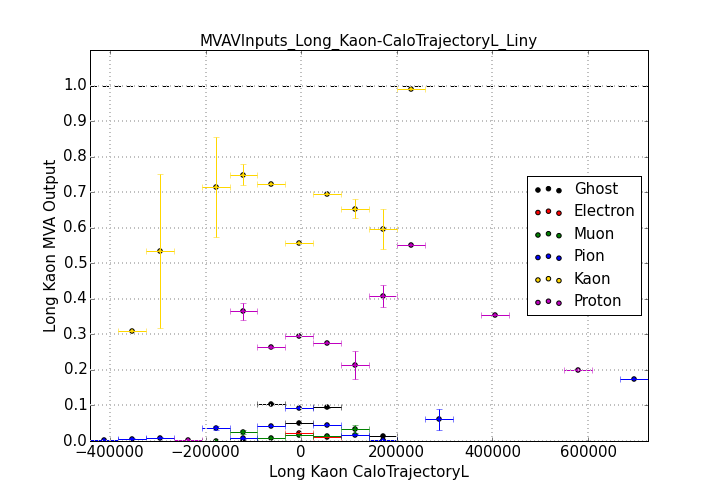 MVAVInputs_Long_Kaon-CaloTrajectoryL_Liny
Long Kaon MVA Output
1.0
0.9
0.8
0.7
0.6
0.5
0.4
0.3
0.2
0.1
0.0
Ghost
Electron
Muon
Pion
Kaon
Proton
−400000 −200000 0 200000 400000 600000
Long Kaon CaloTrajectoryL